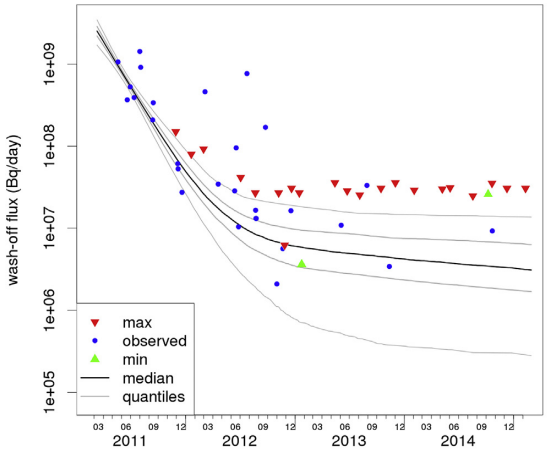 wash-off flux (Bq/day)
1e+09
1e+08
1e+07
1e+06
1e+05
max
observed
min
median
quantiles
03 06 09 12 03 06 09 12 03 06 09 12 03 06 09 12
2011 2012 2013 2014